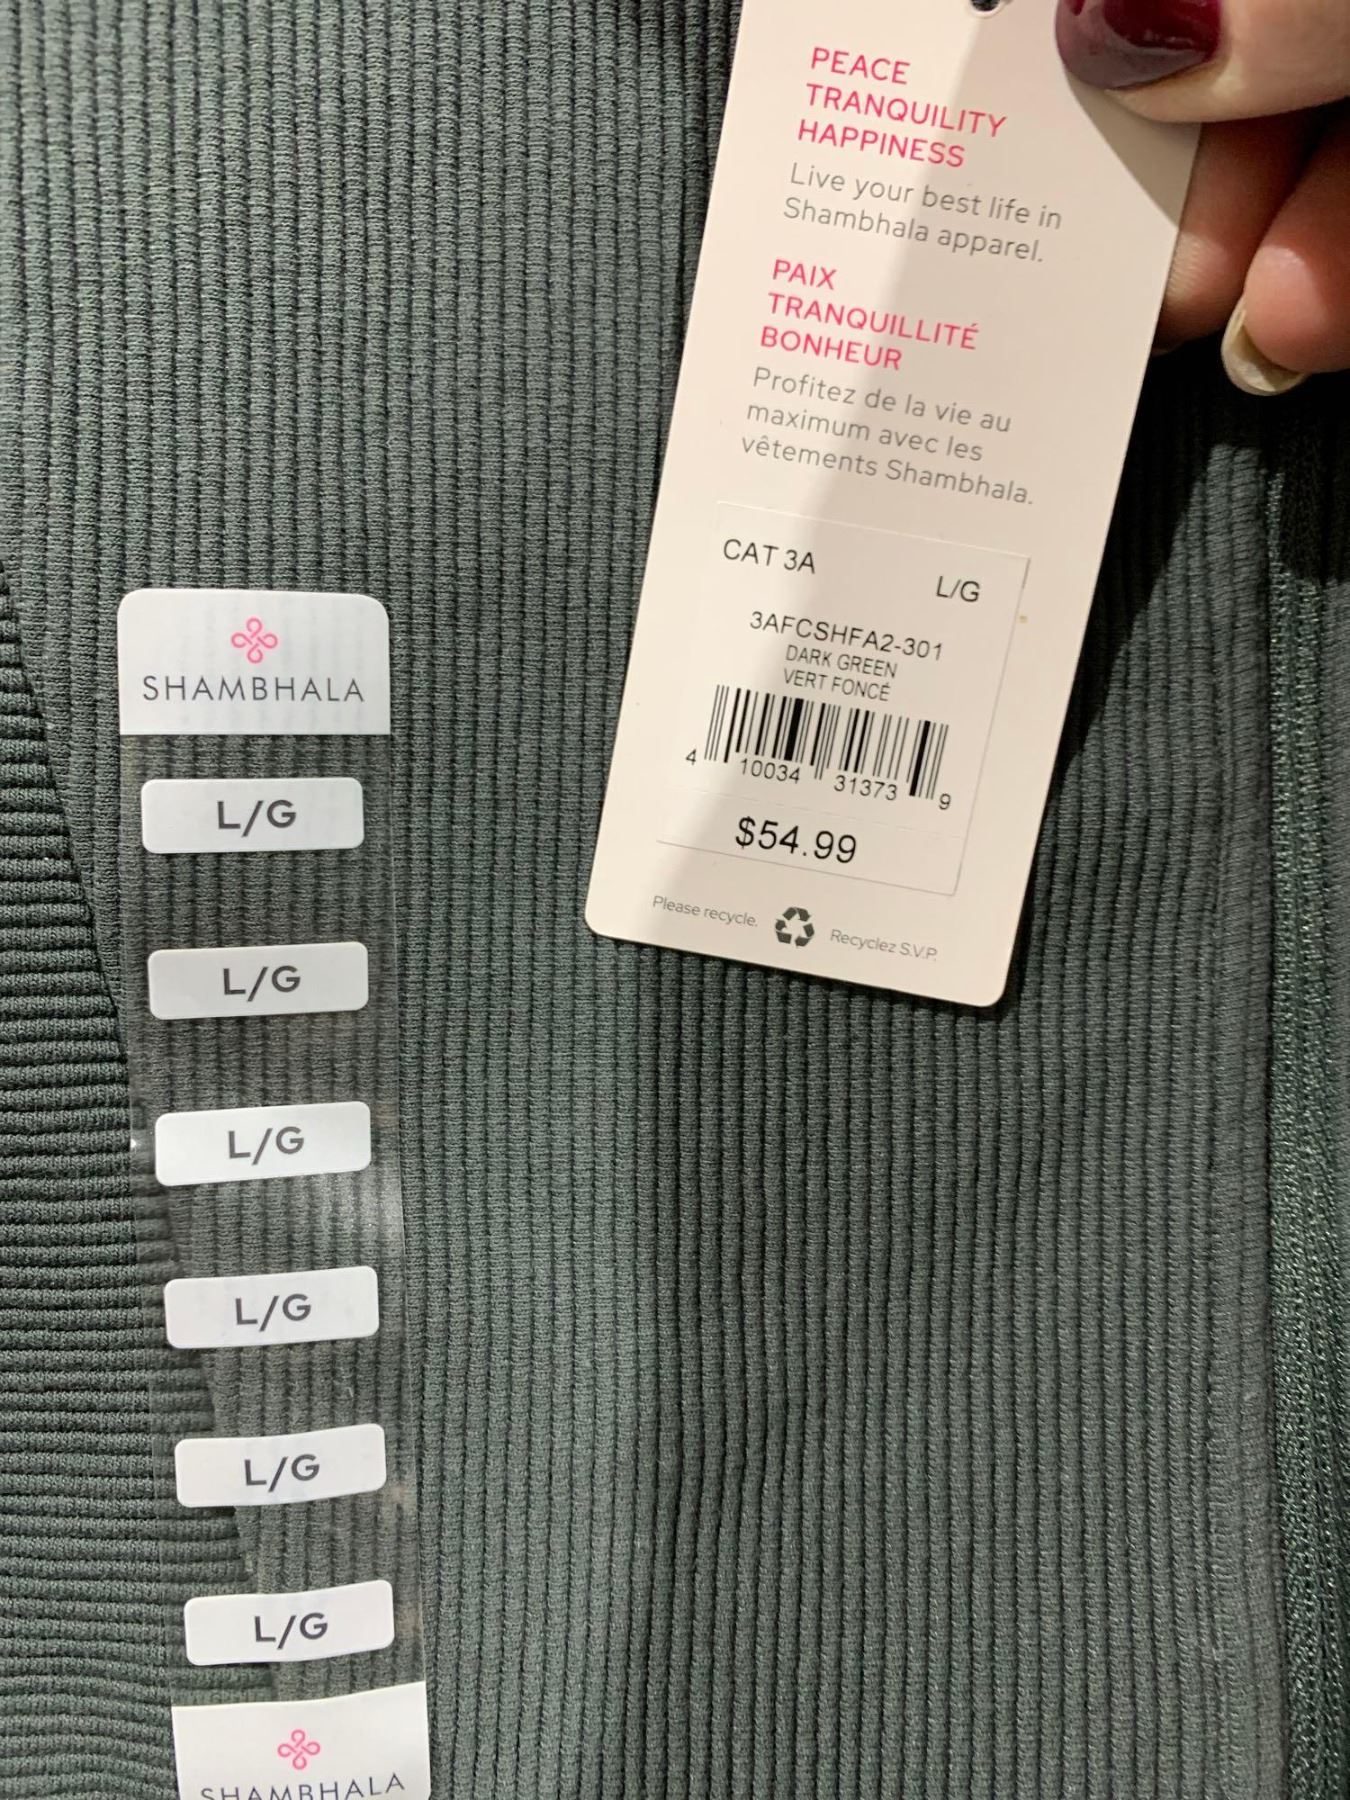 PEACE
TRANQUILITY
HAPPINESS
Live your best life in
Shambhala apparel.
PAIX
TRANQUILLITÉ
BONHEUR
Profitez de la vie au
maximum avec les
vêtements Shambhala.
CAT 3A
L/G
3AFCSHFA2-301
DARK GREEN
VERT FONCÉ
4 10034 31373 9
$54.99
Please recycle. Recyclez S.V.P.
SHAMBHALA
L/G
L/G
L/G
L/G
L/G
L/G
SHAMBHALA